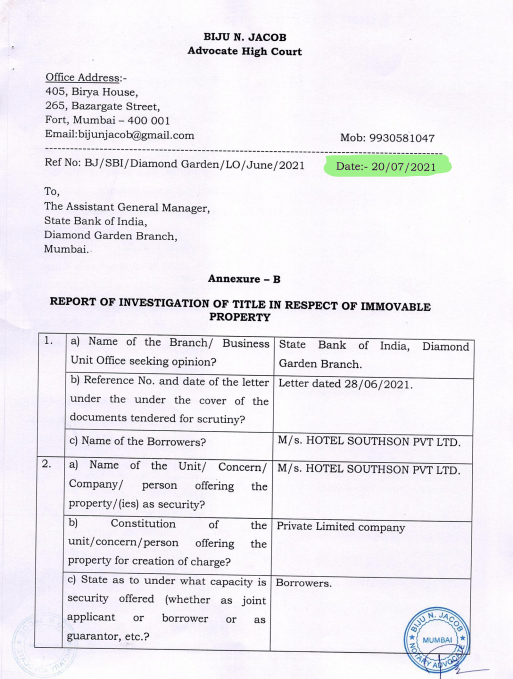 BIJU N. JACOB
Advocate High Court
Office Address:-
405, Birya House,
265, Bazargate Street,
Fort, Mumbai – 400 001
Email:bijunjacob@gmail.com
Mob: 9930581047
Ref No: BJ/SBI/Diamond Garden/LO/June/2021
Date:- 20/07/2021
To,
The Assistant General Manager,
State Bank of India,
Diamond Garden Branch,
Mumbai.
Annexure – B
REPORT OF INVESTIGATION OF TITLE IN RESPECT OF IMMOVABLE
PROPERTY
1.
a) Name of the Branch/ Business
Unit Office seeking opinion?
State Bank of India, Diamond
Garden Branch.
b) Reference No. and date of the letter
under the under the cover of the
documents tendered for scrutiny?
Letter dated 28/06/2021.
c) Name of the Borrowers?
M/s. HOTEL SOUTHSON PVT LTD.
2.
a) Name of the Unit/ Concern/
Company/ person offering the
property/(ies) as security?
M/s. HOTEL SOUTHSON PVT LTD.
b) Constitution of the
unit/concern/person offering the
property for creation of charge?
Private Limited company
c) State as to under what capacity is
security offered (whether as joint
applicant or borrower or as
guarantor, etc.?
Borrowers.
BIJU N. JACOB
MUMBAI
NOTARY ADVOCATE